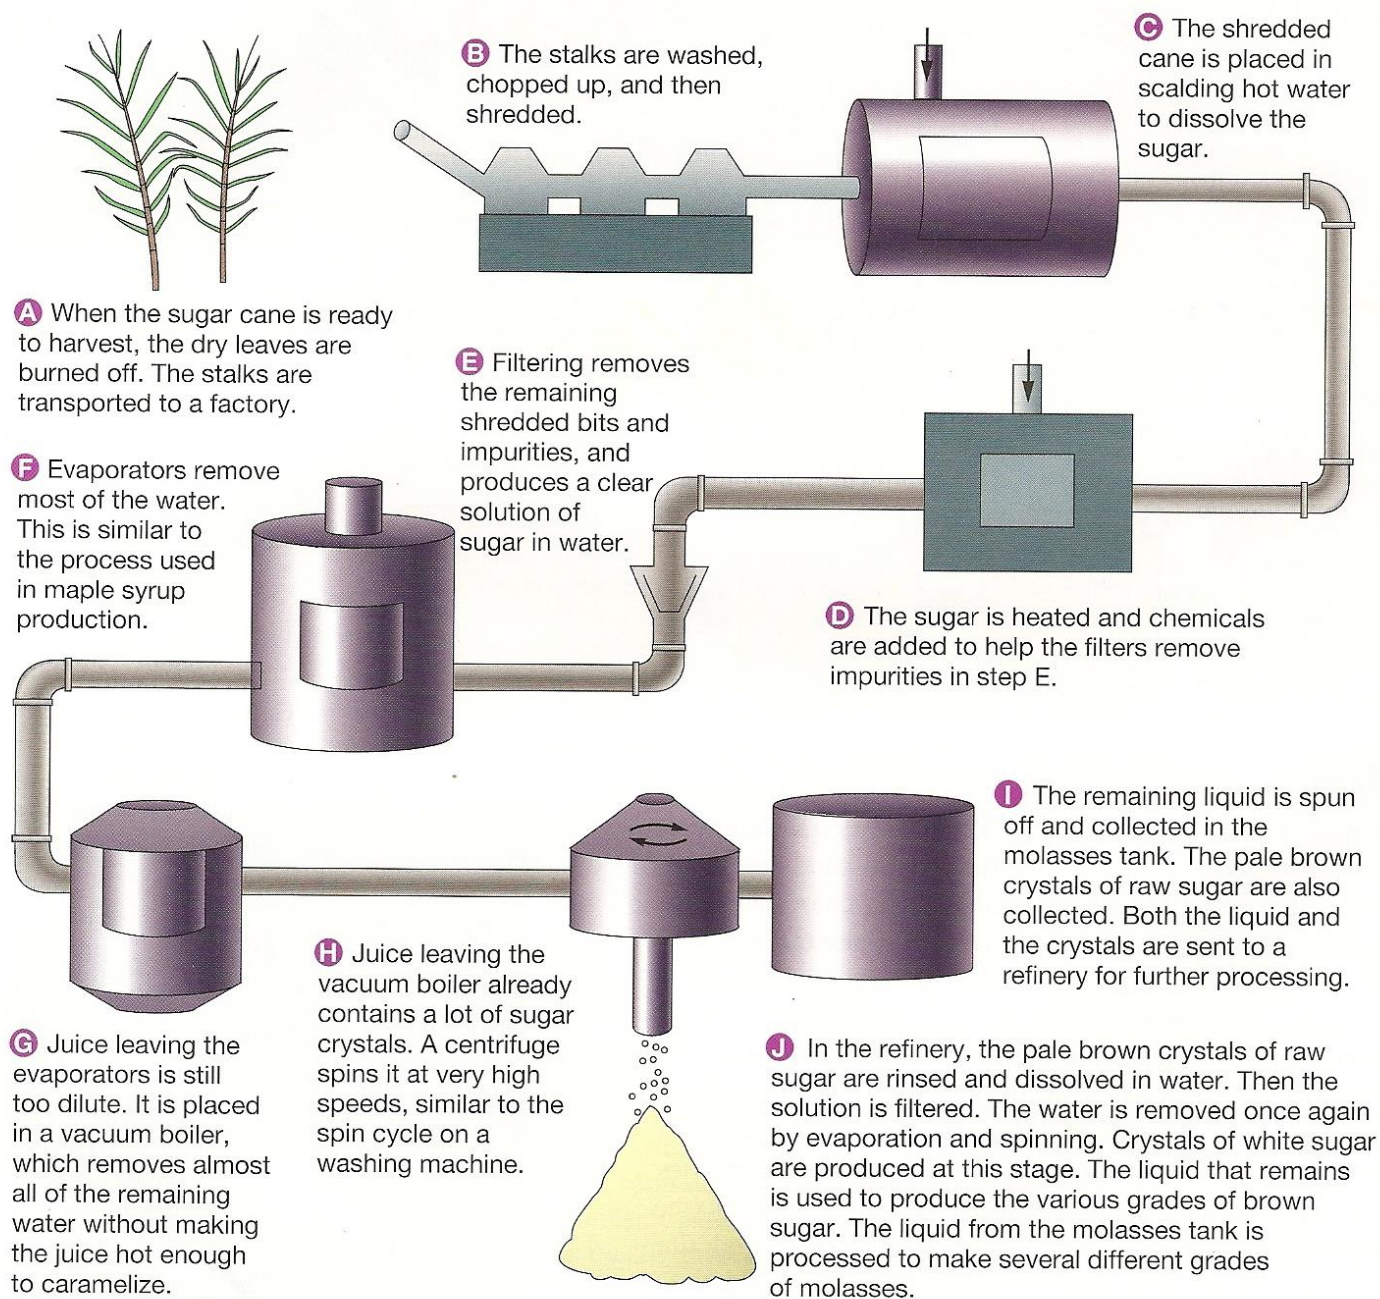 A When the sugar cane is ready
to harvest, the dry leaves are
burned off. The stalks are
transported to a factory.
B The stalks are washed,
chopped up, and then
shredded.
C The shredded
cane is placed in
scalding hot water
to dissolve the
sugar.
D The sugar is heated and chemicals
are added to help the filters remove
impurities in step E.
E Filtering removes
the remaining
shredded bits and
impurities, and
produces a clear
solution of
sugar in water.
F Evaporators remove
most of the water.
This is similar to
the process used
in maple syrup
production.
G Juice leaving the
evaporators is still
too dilute. It is placed
in a vacuum boiler,
which removes almost
all of the remaining
water without making
the juice hot enough
to caramelize.
H Juice leaving the
vacuum boiler already
contains a lot of sugar
crystals. A centrifuge
spins it at very high
speeds, similar to the
spin cycle on a
washing machine.
I The remaining liquid is spun
off and collected in the
molasses tank. The pale brown
crystals of raw sugar are also
collected. Both the liquid and
the crystals are sent to a
refinery for further processing.
J In the refinery, the pale brown crystals of raw
sugar are rinsed and dissolved in water. Then the
solution is filtered. The water is removed once again
by evaporation and spinning. Crystals of white sugar
are produced at this stage. The liquid that remains
is used to produce the various grades of brown
sugar. The liquid from the molasses tank is
processed to make several different grades
of molasses.